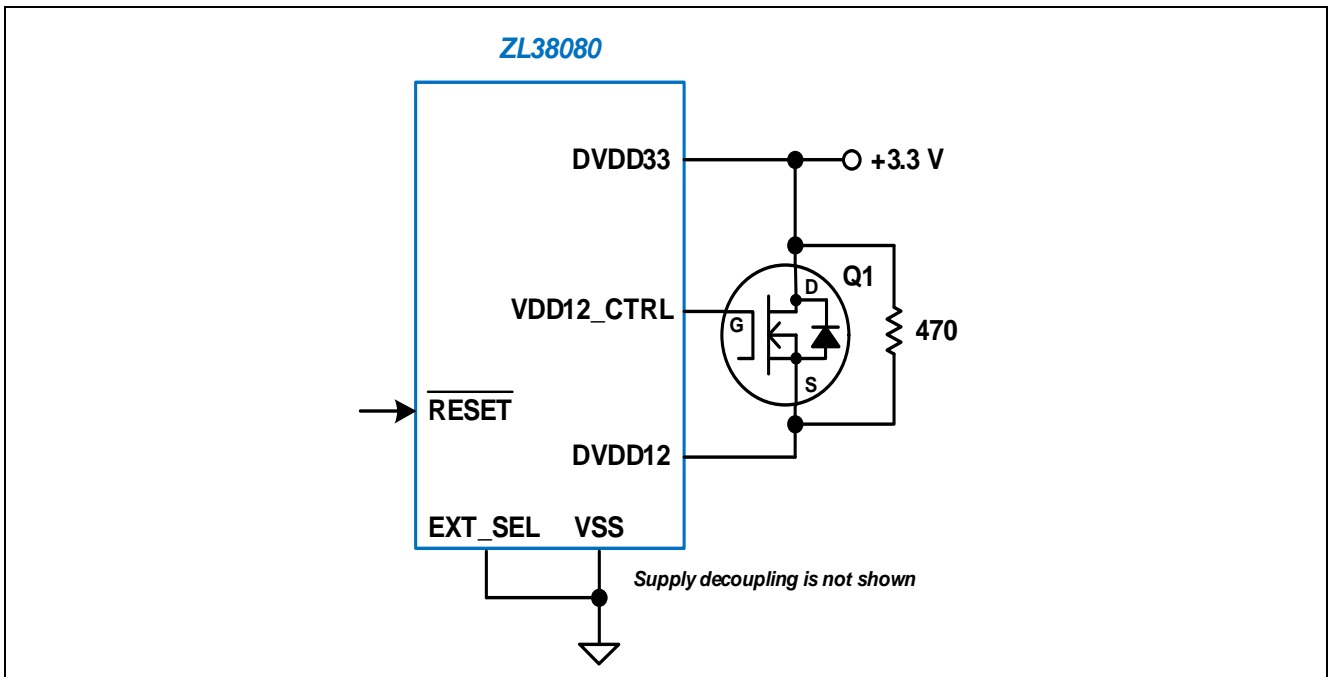 ZL38080
DVDD33
+3.3 V
Q1
D
VDD12_CTRL
G
470
S
RESET
DVDD12
EXT_SEL VSS
Supply decoupling is not shown